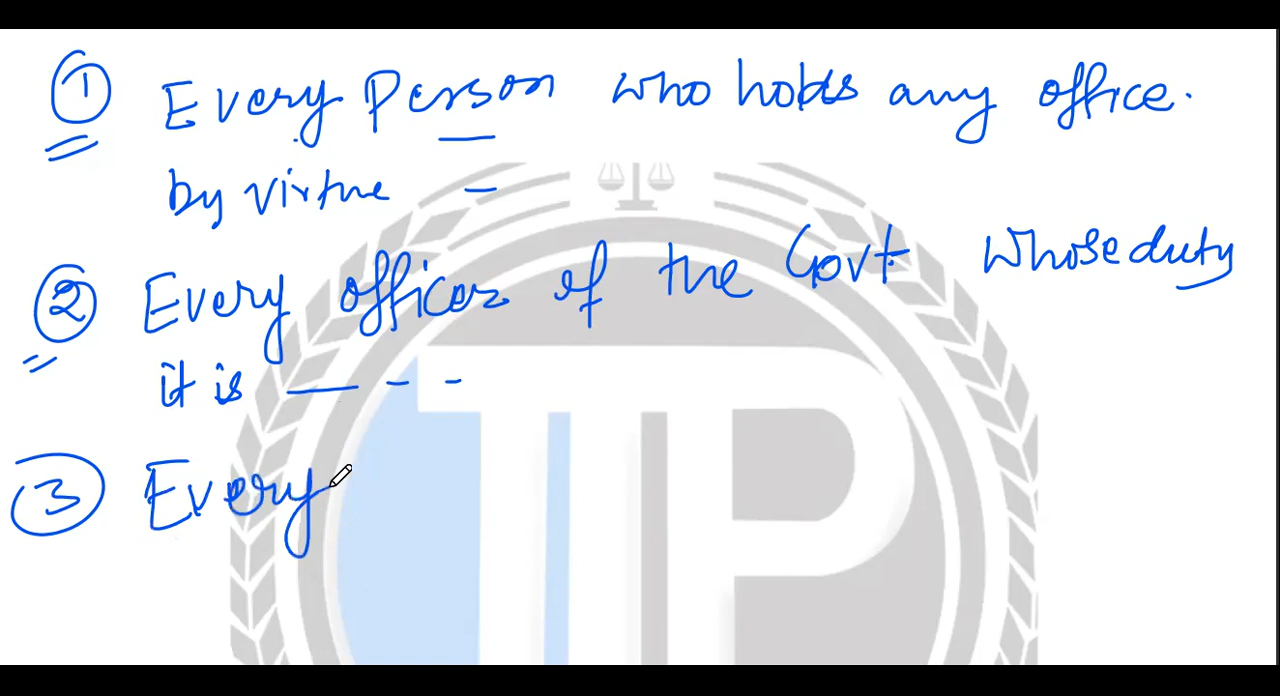 ① Every Person who holds any office.
by virtue —
② Every officer of the Govt. whose duty
it is — - -
③ Every
TLP